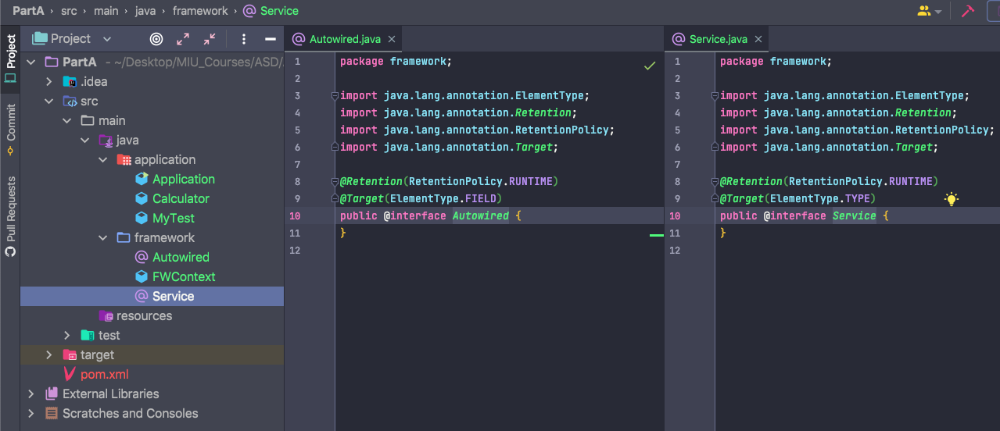 PartA › src › main › java › framework › @ Service
Project
Commit
Pull Requests
Project
PartA - ~/Desktop/MIU_Courses/ASD/
.idea
src
main
java
application
Application
Calculator
MyTest
framework
Autowired
FWContext
Service
resources
test
target
pom.xml
External Libraries
Scratches and Consoles
@ Autowired.java ×
1 package framework;
2
3 import java.lang.annotation.ElementType;
4 import java.lang.annotation.Retention;
5 import java.lang.annotation.RetentionPolicy;
6 import java.lang.annotation.Target;
7
8 @Retention(RetentionPolicy.RUNTIME)
9 @Target(ElementType.FIELD)
10 public @interface Autowired {
11 }
12
@ Service.java ×
1 package framework;
2
3 import java.lang.annotation.ElementType;
4 import java.lang.annotation.Retention;
5 import java.lang.annotation.RetentionPolicy;
6 import java.lang.annotation.Target;
7
8 @Retention(RetentionPolicy.RUNTIME)
9 @Target(ElementType.TYPE)
10 public @interface Service {
11 }
12